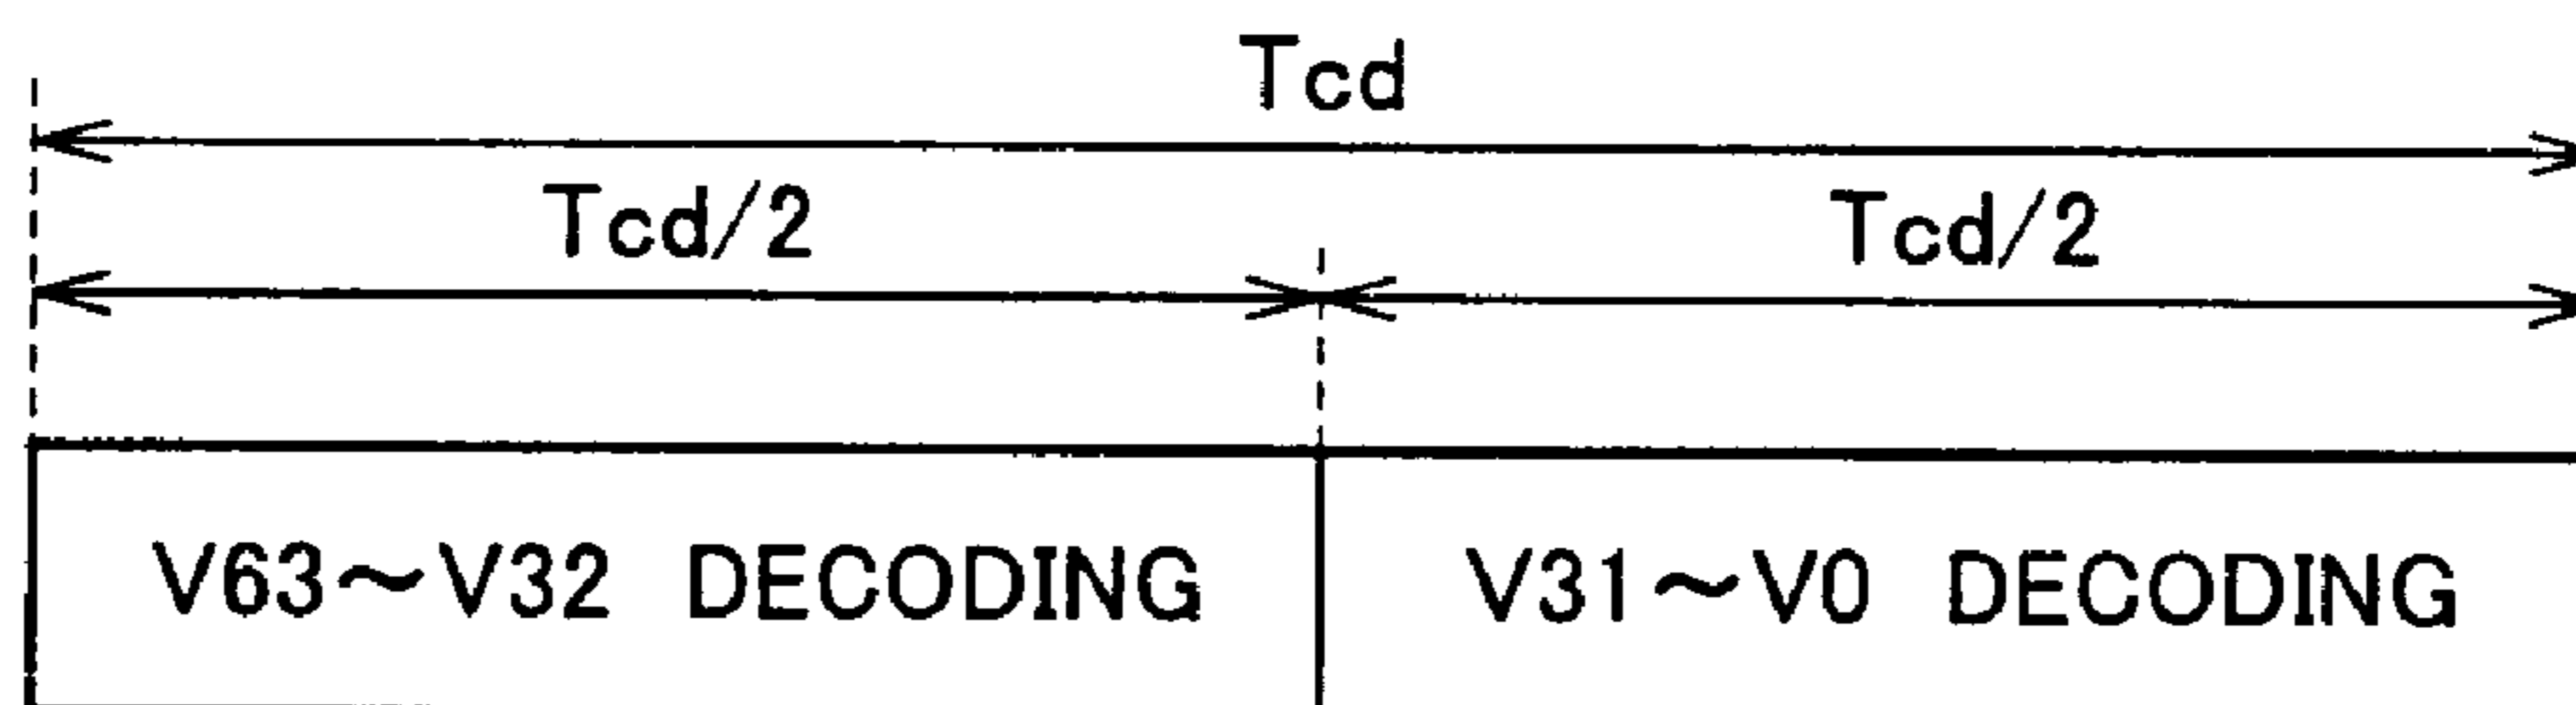 Tcd
Tcd/2 Tcd/2
V63～V32 DECODING V31～V0 DECODING